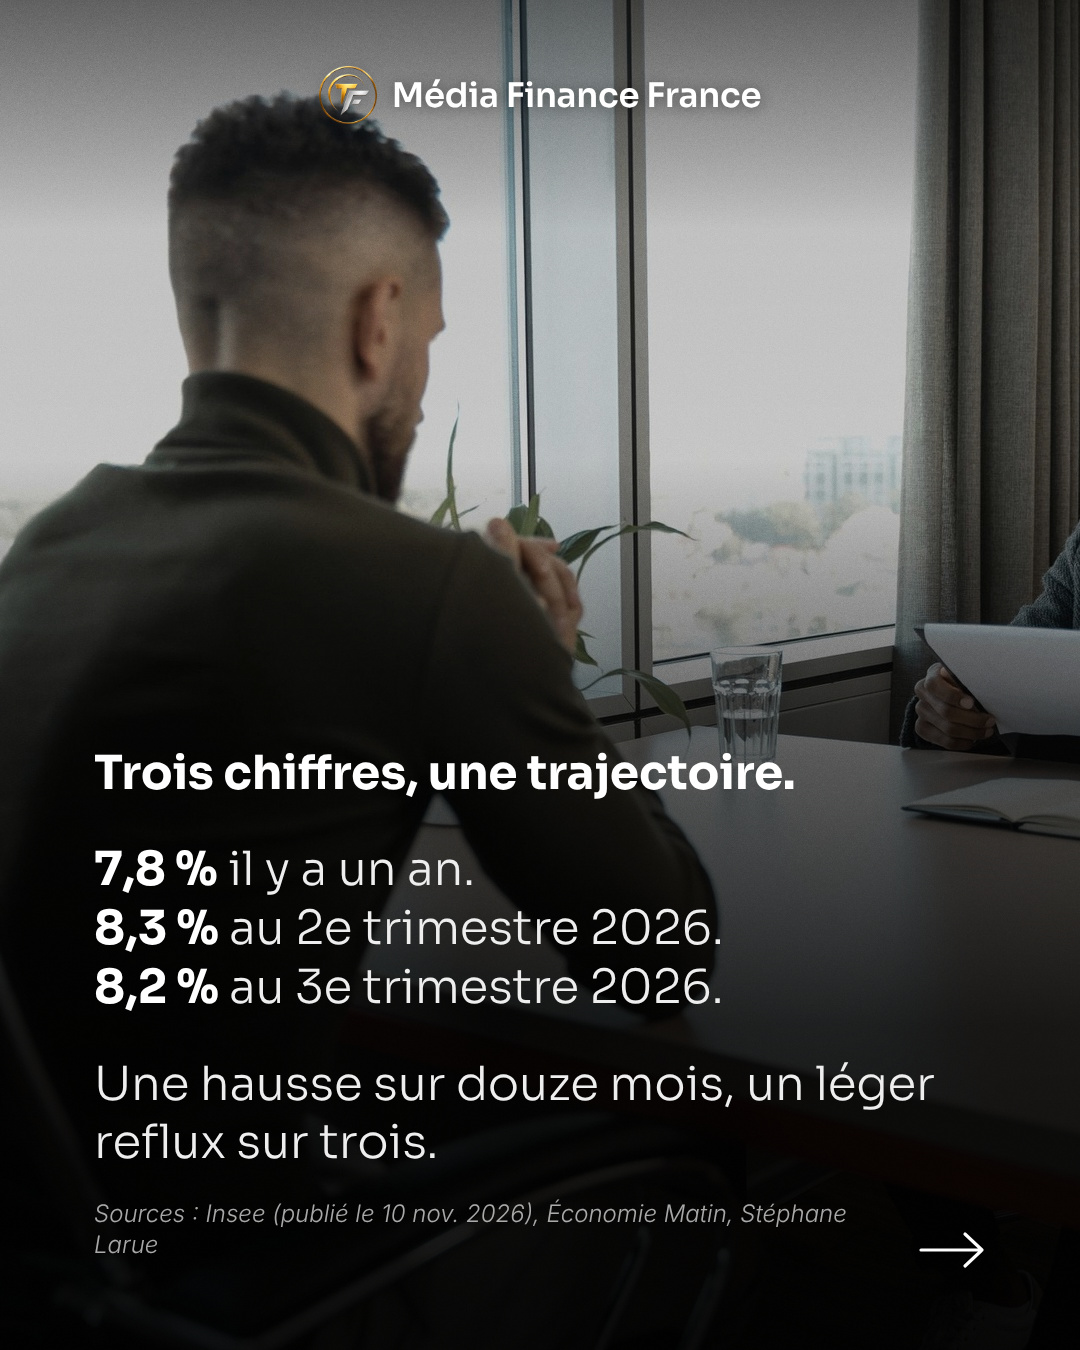 Média Finance France
Trois chiffres, une trajectoire.
7,8 % il y a un an.
8,3 % au 2e trimestre 2026.
8,2 % au 3e trimestre 2026.
Une hausse sur douze mois, un léger
reflux sur trois.
Sources : Insee (publié le 10 nov. 2026), Économie Matin, Stéphane
Larue